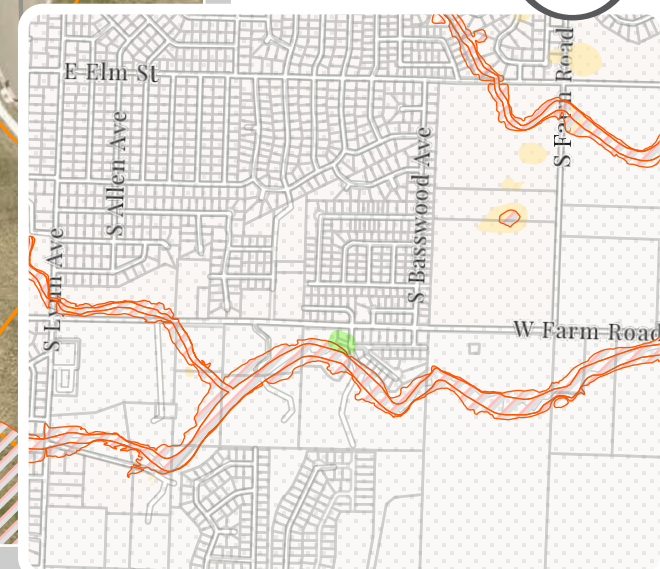 E Elm St
S Farm Road
S Allen Ave
S Basswood Ave
S Lynn Ave
W Farm Road